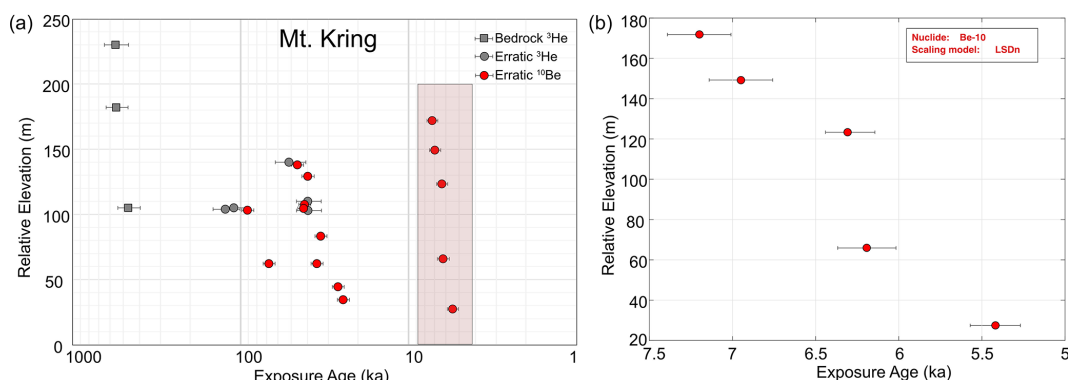 (a)
Mt. Kring
Bedrock ³He
Erratic ³He
Erratic ¹⁰Be
250
200
150
100
50
0
Relative Elevation (m)
1000
100
10
1
Exposure Age (ka)
(b)
Nuclide: Be-10
Scaling model: LSDn
180
160
140
120
100
80
60
40
20
Relative Elevation (m)
7.5
7
6.5
6
5.5
5
Exposure Age (ka)